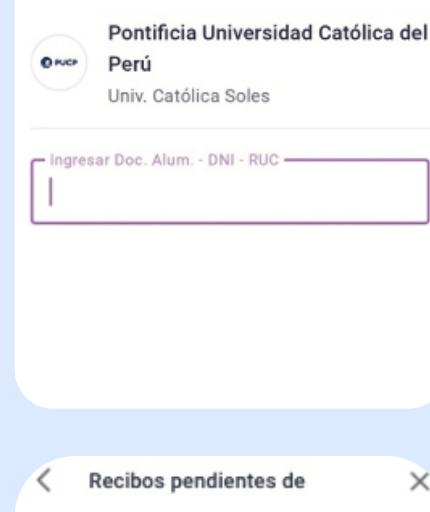 Pontificia Universidad Católica del
PUCP
Perú
Univ. Católica Soles
Ingresar Doc. Alum. - DNI - RUC
Recibos pendientes de